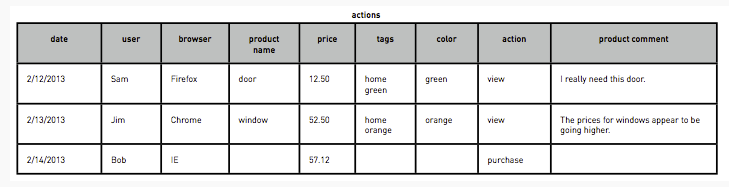 actions
date user browser product name price tags color action product comment
2/12/2013 Sam Firefox door 12.50 home green green view I really need this door.
2/13/2013 Jim Chrome window 52.50 home orange orange view The prices for windows appear to be going higher.
2/14/2013 Bob IE 57.12 purchase